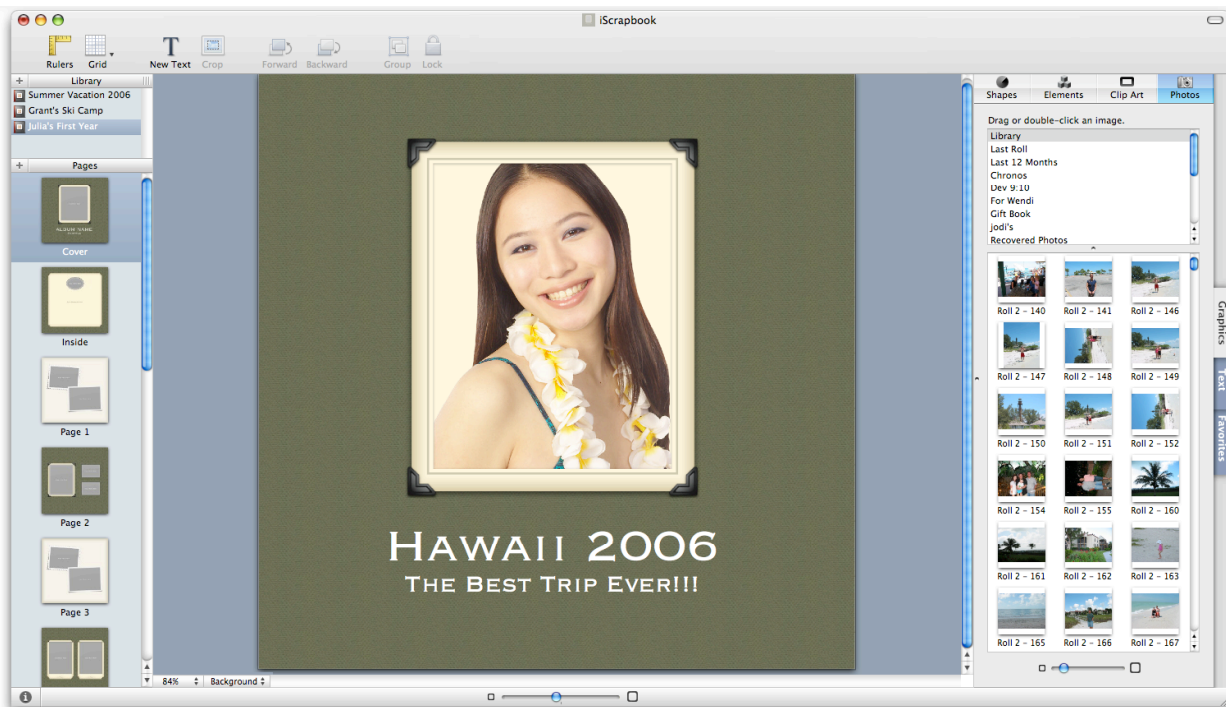 iScrapbook
Rulers Grid New Text Crop Forward Backward Group Lock
Library
Summer Vacation 2006
Grant's Ski Camp
Julia's First Year
Pages
Cover
Inside
Page 1
Page 2
Page 3
HAWAII 2006
THE BEST TRIP EVER!!!
84% Background
Shapes Elements Clip Art Photos
Drag or double-click an image.
Library
Last Roll
Last 12 Months
Chronos
Dev 9:10
For Wendi
Gift Book
jodi's
Recovered Photos
Roll 2 - 140 Roll 2 - 141 Roll 2 - 146
Roll 2 - 147 Roll 2 - 148 Roll 2 - 149
Roll 2 - 150 Roll 2 - 151 Roll 2 - 152
Roll 2 - 154 Roll 2 - 155 Roll 2 - 160
Roll 2 - 161 Roll 2 - 162 Roll 2 - 163
Roll 2 - 165 Roll 2 - 166 Roll 2 - 167
Graphics
Text
Favorites